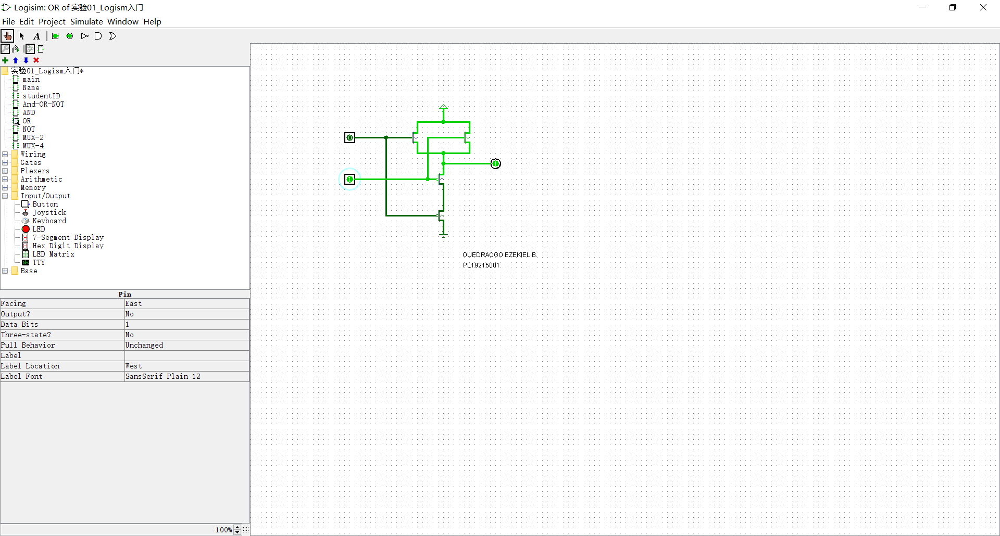 Logisim: OR of 实验01_Logism入门
File Edit Project Simulate Window Help
A
实验01_Logism入门*
main
Name
studentID
And-OR-NOT
AND
OR
NOT
MUX-2
MUX-4
Wiring
Gates
Plexers
Arithmetic
Memory
Input/Output
Button
Joystick
Keyboard
LED
7-Segment Display
Hex Digit Display
LED Matrix
TTY
Base
Pin
Facing East
Output? No
Data Bits 1
Three-state? No
Pull Behavior Unchanged
Label
Label Location West
Label Font SansSerif Plain 12
100%
0
1
1
OUEDRAOGO EZEKIEL B.
PL19215001